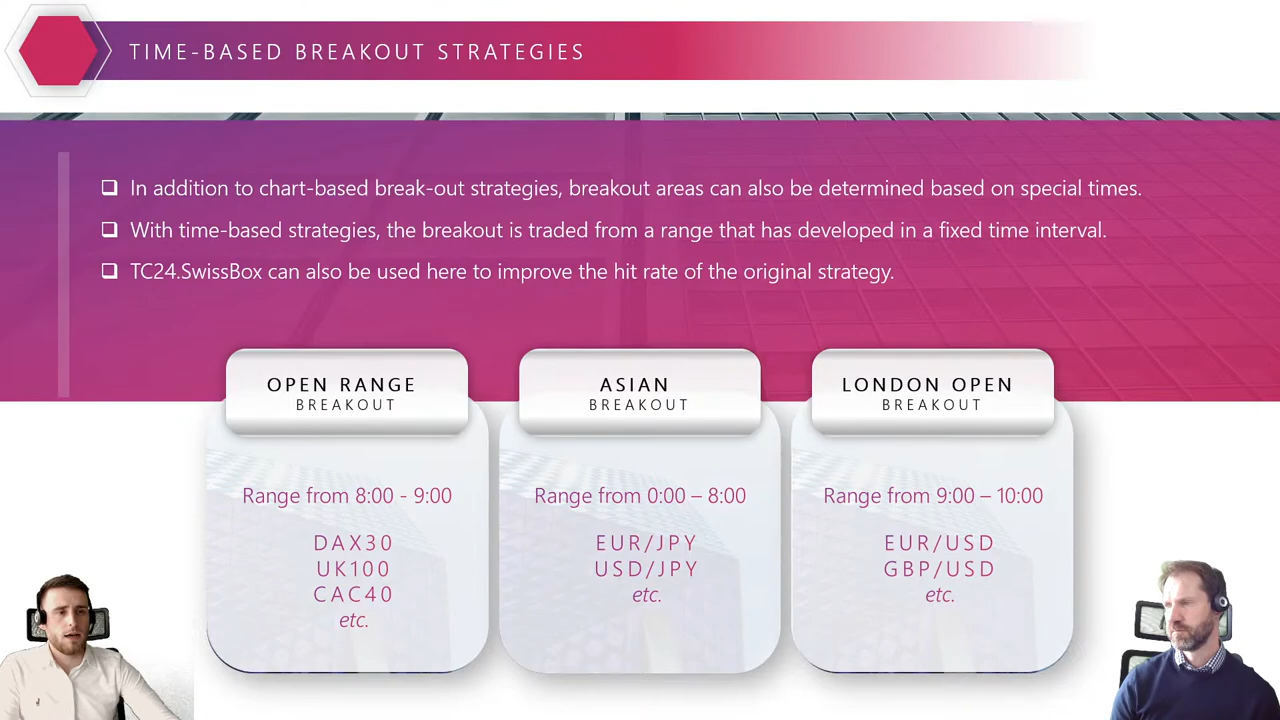 TIME-BASED BREAKOUT STRATEGIES
In addition to chart-based break-out strategies, breakout areas can also be determined based on special times.
With time-based strategies, the breakout is traded from a range that has developed in a fixed time interval.
TC24.SwissBox can also be used here to improve the hit rate of the original strategy.
OPEN RANGE
BREAKOUT
Range from 8:00 - 9:00
DAX30
UK100
CAC40
etc.
ASIAN
BREAKOUT
Range from 0:00 – 8:00
EUR/JPY
USD/JPY
etc.
LONDON OPEN
BREAKOUT
Range from 9:00 – 10:00
EUR/USD
GBP/USD
etc.